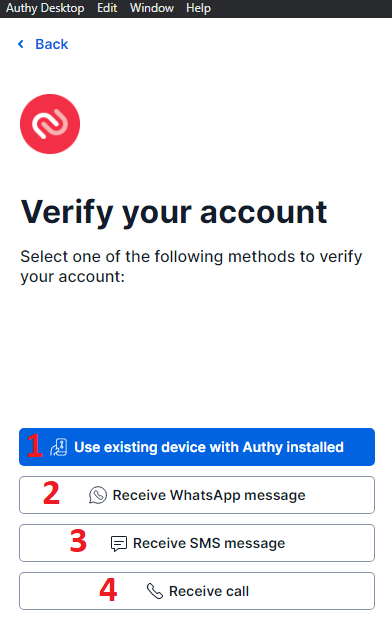 Authy Desktop Edit Window Help
Back
Verify your account
Select one of the following methods to verify
your account:
1 Use existing device with Authy installed
2 Receive WhatsApp message
3 Receive SMS message
4 Receive call